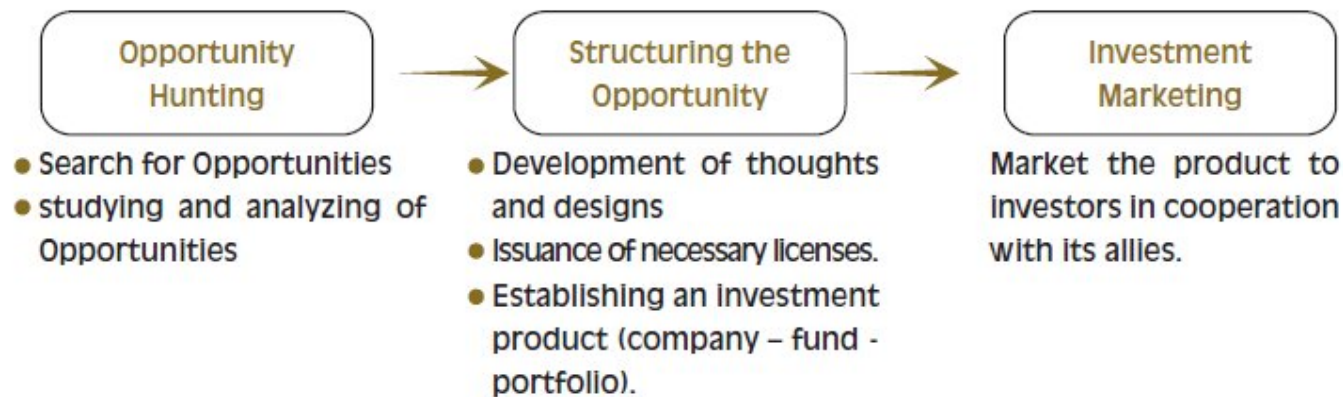 Opportunity
Hunting
Structuring the
Opportunity
Investment
Marketing
● Search for Opportunities
● studying and analyzing of
Opportunities
● Development of thoughts
and designs
● Issuance of necessary licenses.
● Establishing an investment
product (company – fund -
portfolio).
Market the product to
investors in cooperation
with its allies.